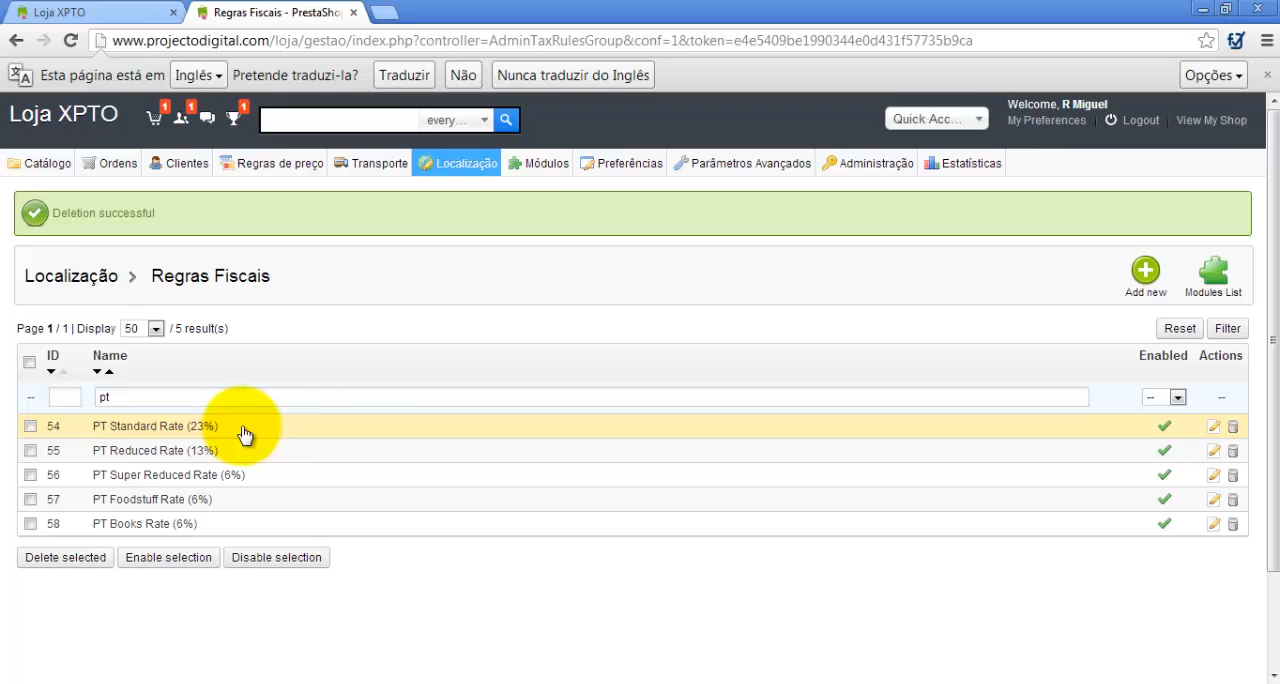 Loja XPTO
Regras Fiscais - PrestaSho
www.projectodigital.com/loja/gestao/index.php?controller=AdminTaxRulesGroup&conf=1&token=e4e5409be1990344e0d431f57735b9ca
Esta página está em Inglês Pretende traduzi-la? Traduzir Não Nunca traduzir do Inglês Opções
Loja XPTO 1 1 1 every... Quick Acc... Welcome, R Miguel
My Preferences Logout View My Shop
Catálogo Ordens Clientes Regras de preço Transporte Localização Módulos Preferências Parâmetros Avançados Administração Estatísticas
Deletion successful
Localização > Regras Fiscais
Add new Modules List
Page 1 / 1 | Display 50 / 5 result(s) Reset Filter
ID Name Enabled Actions
-- pt -- --
54 PT Standard Rate (23%)
55 PT Reduced Rate (13%)
56 PT Super Reduced Rate (6%)
57 PT Foodstuff Rate (6%)
58 PT Books Rate (6%)
Delete selected Enable selection Disable selection